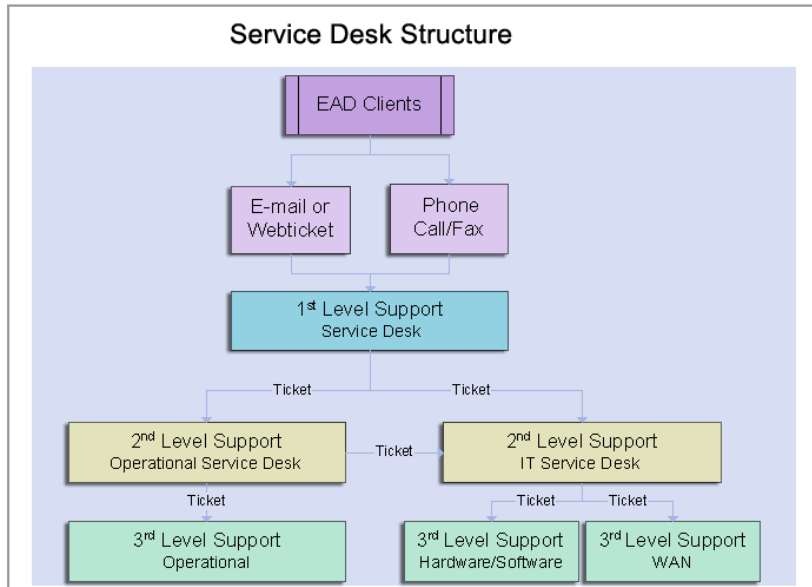 Service Desk Structure
EAD Clients
E-mail or
Webticket
Phone
Call/Fax
1st Level Support
Service Desk
Ticket
Ticket
2nd Level Support
Operational Service Desk
Ticket
2nd Level Support
IT Service Desk
Ticket
Ticket
Ticket
3rd Level Support
Operational
3rd Level Support
Hardware/Software
3rd Level Support
WAN